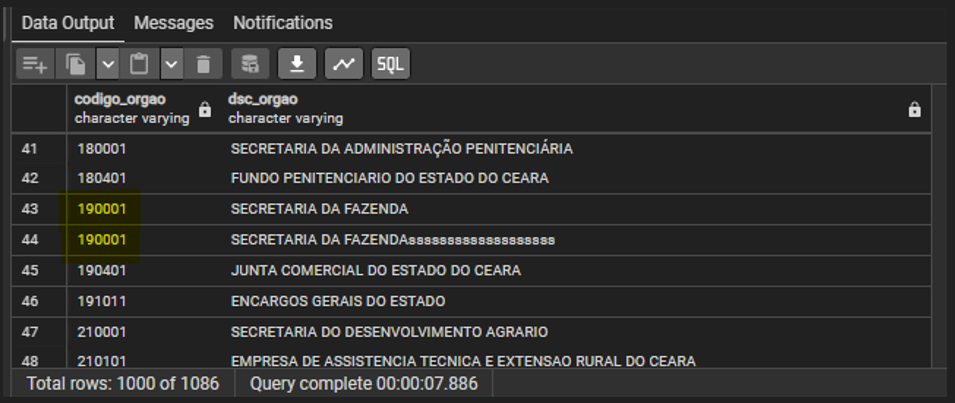 Data Output Messages Notifications
SQL
codigo_orgao dsc_orgao
character varying character varying
41 180001 SECRETARIA DA ADMINISTRAÇÃO PENITENCIÁRIA
42 180401 FUNDO PENITENCIARIO DO ESTADO DO CEARA
43 190001 SECRETARIA DA FAZENDA
44 190001 SECRETARIA DA FAZENDAsssssssssssssssssss
45 190401 JUNTA COMERCIAL DO ESTADO DO CEARA
46 191011 ENCARGOS GERAIS DO ESTADO
47 210001 SECRETARIA DO DESENVOLVIMENTO AGRARIO
48 210101 EMPRESA DE ASSISTENCIA TECNICA E EXTENSAO RURAL DO CEARA
Total rows: 1000 of 1086 Query complete 00:00:07.886